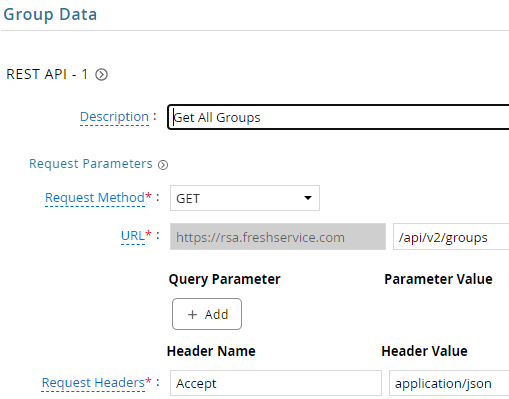 Group Data
REST API - 1
Description :
Get All Groups
Request Parameters
Request Method* :
GET
URL* :
https://rsa.freshservice.com
/api/v2/groups
Query Parameter Parameter Value
+ Add
Header Name Header Value
Request Headers* :
Accept
application/json